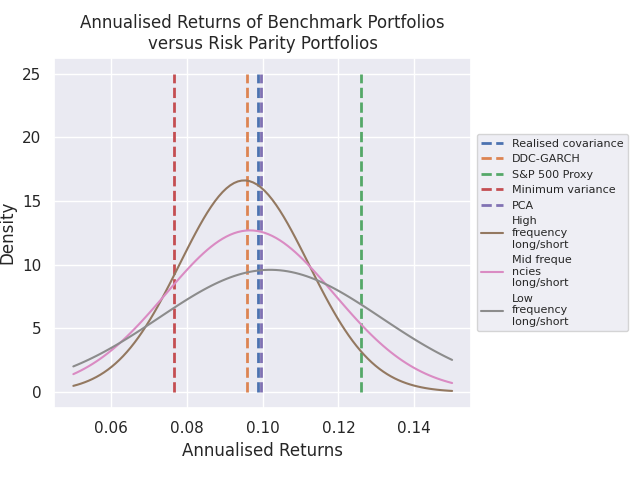 Annualised Returns of Benchmark Portfolios
versus Risk Parity Portfolios
25
20
15
10
5
0
Density
0.06 0.08 0.10 0.12 0.14
Annualised Returns
Realised covariance
DDC-GARCH
S&P 500 Proxy
Minimum variance
PCA
High
frequency
long/short
Mid freque
ncies
long/short
Low
frequency
long/short